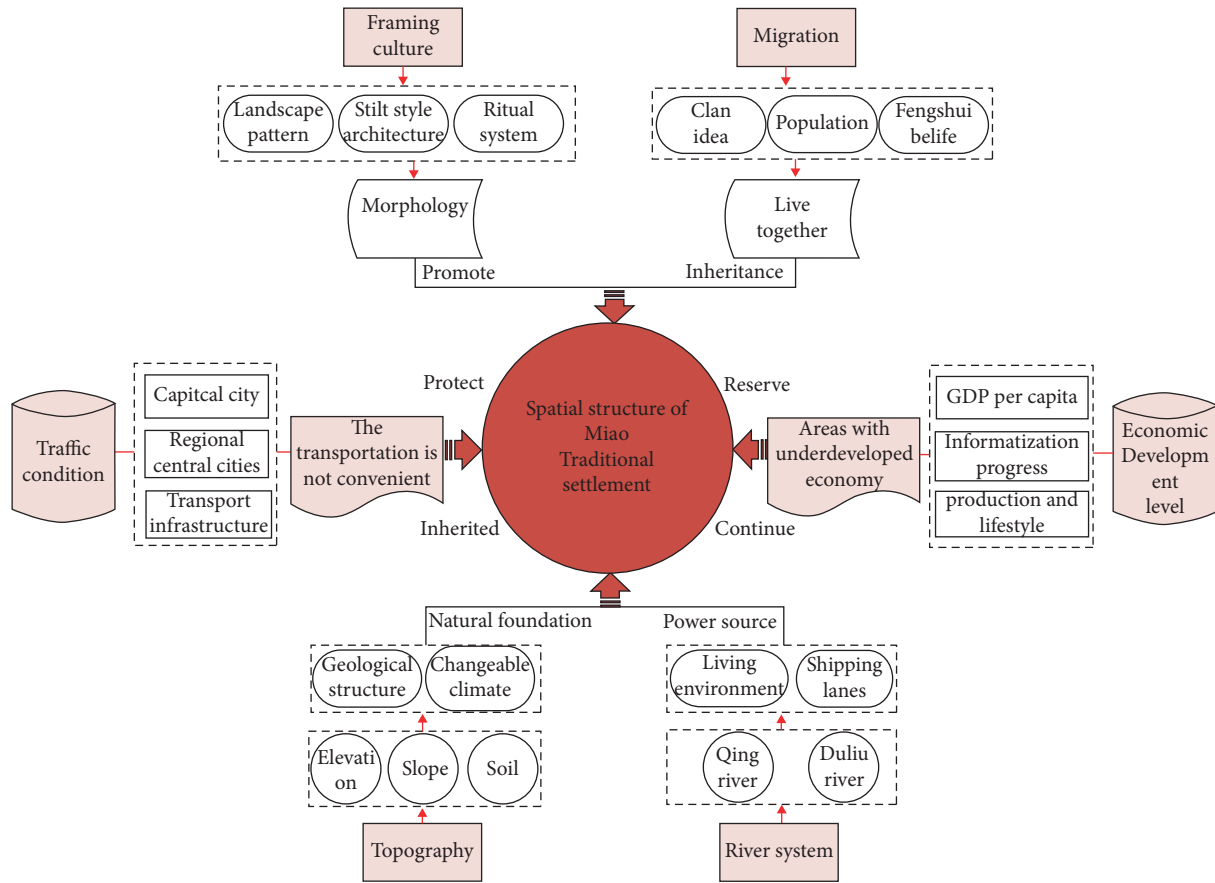 Framing
culture
Migration
Landscape
pattern
Stilt style
architecture
Ritual
system
Clan
idea
Population
Fengshui
belife
Morphology
Live
together
Promote
Inheritance
Traffic
condition
Capitcal city
Regional
central cities
Transport
infrastructure
The
transportation is
not convenient
Protect
Inherited
Spatial structure of
Miao
Traditional
settlement
Reserve
Continue
Areas with
underdeveloped
economy
GDP per capita
Informatization
progress
production and
lifestyle
Economic
Developm
ent
level
Natural foundation
Power source
Geological
structure
Changeable
climate
Living
environment
Shipping
lanes
Elevati
on
Slope
Soil
Qing
river
Duliu
river
Topography
River system